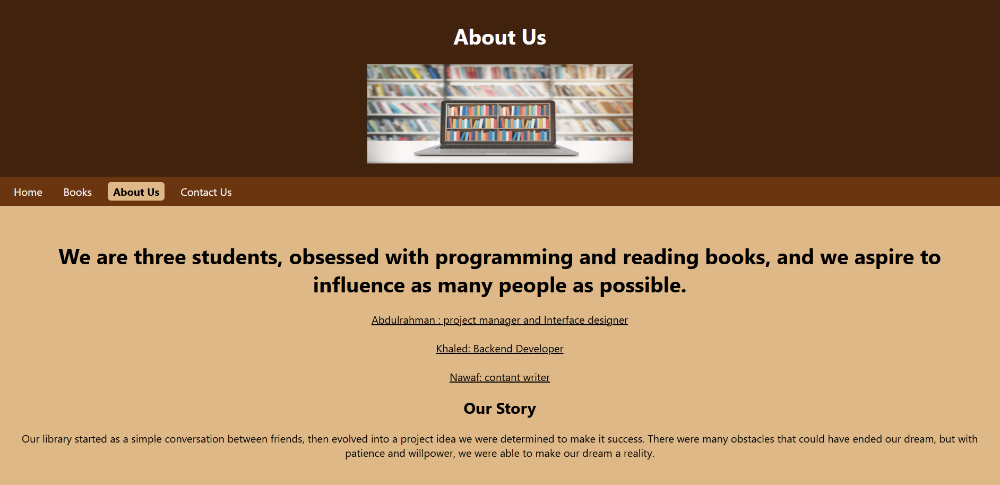 About Us
Home Books About Us Contact Us
We are three students, obsessed with programming and reading books, and we aspire to
influence as many people as possible.
Abdulrahman : project manager and Interface designer
Khaled: Backend Developer
Nawaf: contant writer
Our Story
Our library started as a simple conversation between friends, then evolved into a project idea we were determined to make it success. There were many obstacles that could have ended our dream, but with
patience and willpower, we were able to make our dream a reality.